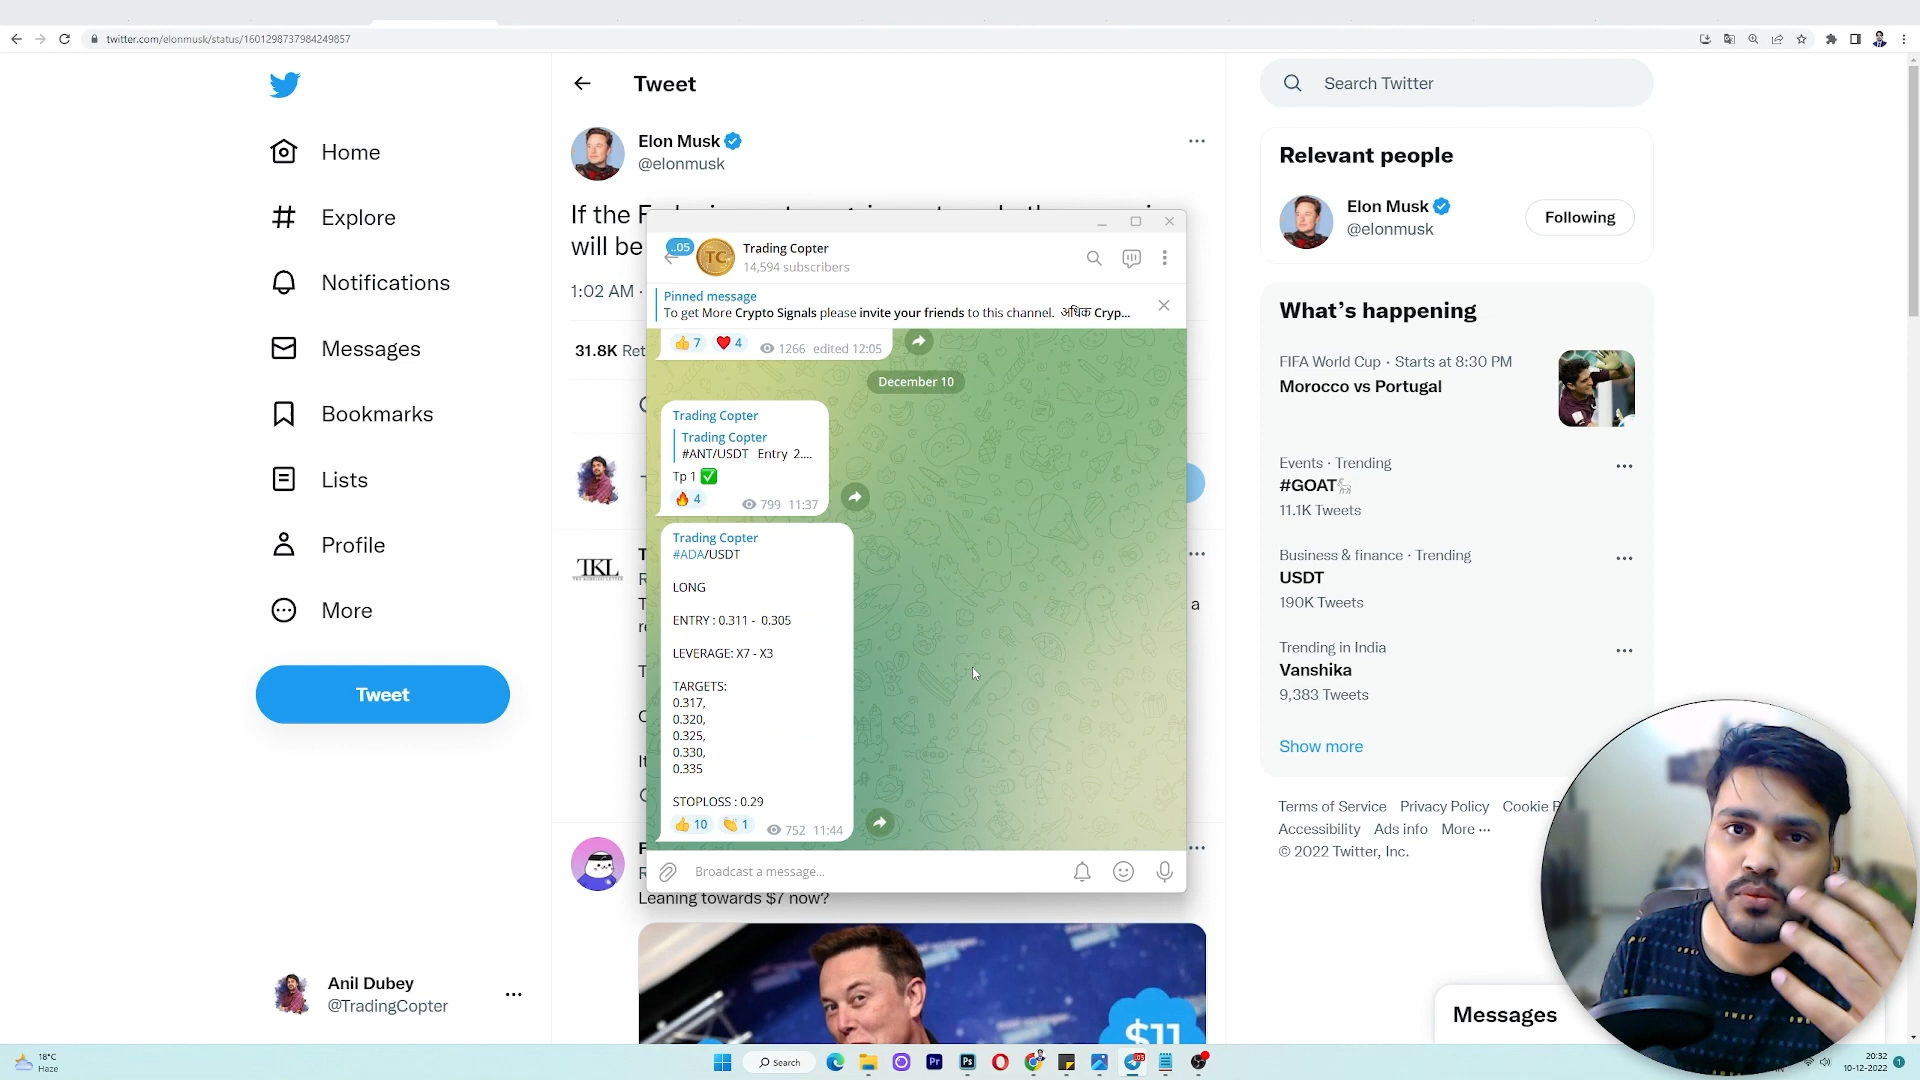 twitter.com/elonmusk/status/1601298737984249857
Home
Explore
Notifications
Messages
Bookmarks
Lists
Profile
More
Tweet
Anil Dubey
@TradingCopter
Tweet
Elon Musk
@elonmusk
If the
will be
1:02 AM ·
31.8K Ret
TKL
Leaning towards $7 now?
$11
..05
TC
Trading Copter
14,594 subscribers
Pinned message
To get More Crypto Signals please invite your friends to this channel. अधिक Cryp...
7 4 1266 edited 12:05
December 10
Trading Copter
Trading Copter
#ANT/USDT Entry 2....
Tp 1 ✅
4 799 11:37
Trading Copter
#ADA/USDT
LONG
ENTRY : 0.311 - 0.305
LEVERAGE: X7 - X3
TARGETS:
0.317,
0.320,
0.325,
0.330,
0.335
STOPLOSS : 0.29
10 1 752 11:44
Broadcast a message...
Search Twitter
Relevant people
Elon Musk
@elonmusk
Following
What's happening
FIFA World Cup · Starts at 8:30 PM
Morocco vs Portugal
Events · Trending
#GOAT
11.1K Tweets
Business & finance · Trending
USDT
190K Tweets
Trending in India
Vanshika
9,383 Tweets
Show more
Terms of Service Privacy Policy Cookie P
Accessibility Ads info More ···
© 2022 Twitter, Inc.
Messages
18°C
Haze
Search
Pr
Ps
20:32
10-12-2022